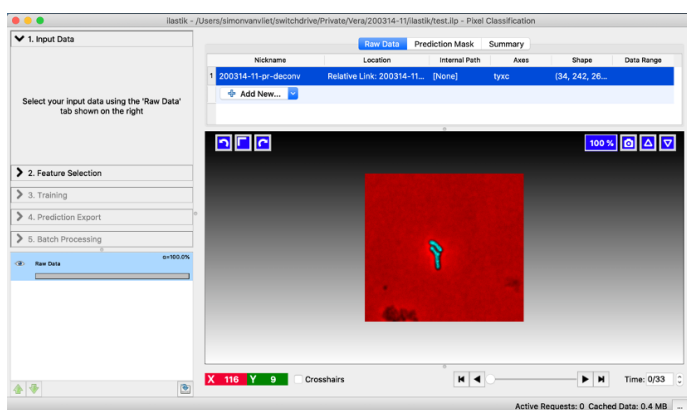 ilastik - /Users/simonvanvliet/switchdrive/Private/Vera/200314-11/ilastik/test.ilp - Pixel Classification
1. Input Data
Select your input data using the 'Raw Data'
tab shown on the right
2. Feature Selection
3. Training
4. Prediction Export
5. Batch Processing
Raw Data α=100.0%
Raw Data Prediction Mask Summary
Nickname Location Internal Path Axes Shape Data Range
1 200314-11-pr-deconv Relative Link: 200314-11... [None] tyxc (34, 242, 26...
Add New...
100 %
X 116 Y 9 Crosshairs Time: 0/33
Active Requests: 0 Cached Data: 0.4 MB ...